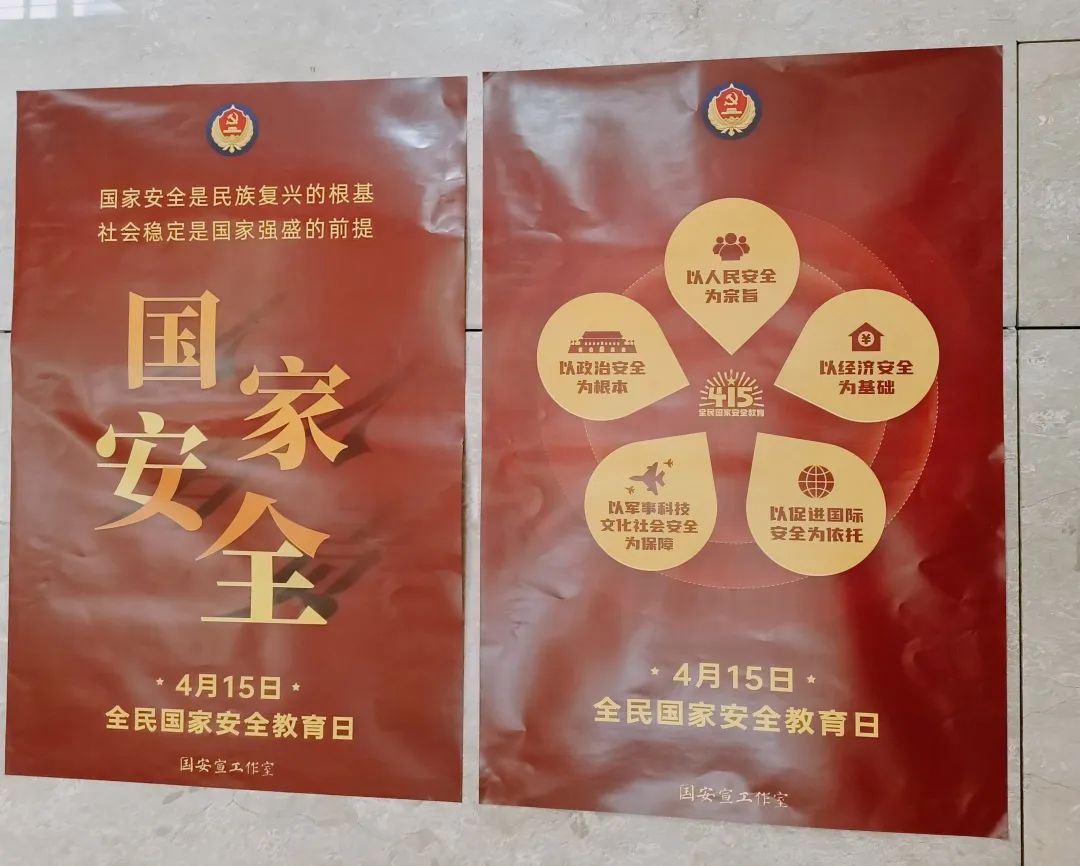 国家安全是民族复兴的根基
社会稳定是国家强盛的前提
国家
安全
4月15日
全民国家安全教育日
国安宣工作室
以人民安全
为宗旨
以政治安全
为根本
以经济安全
为基础
415
全民国家安全教育
以军事科技
文化社会安全
为保障
以促进国际
安全为依托
4月15日
全民国家安全教育日
国安宣工作室